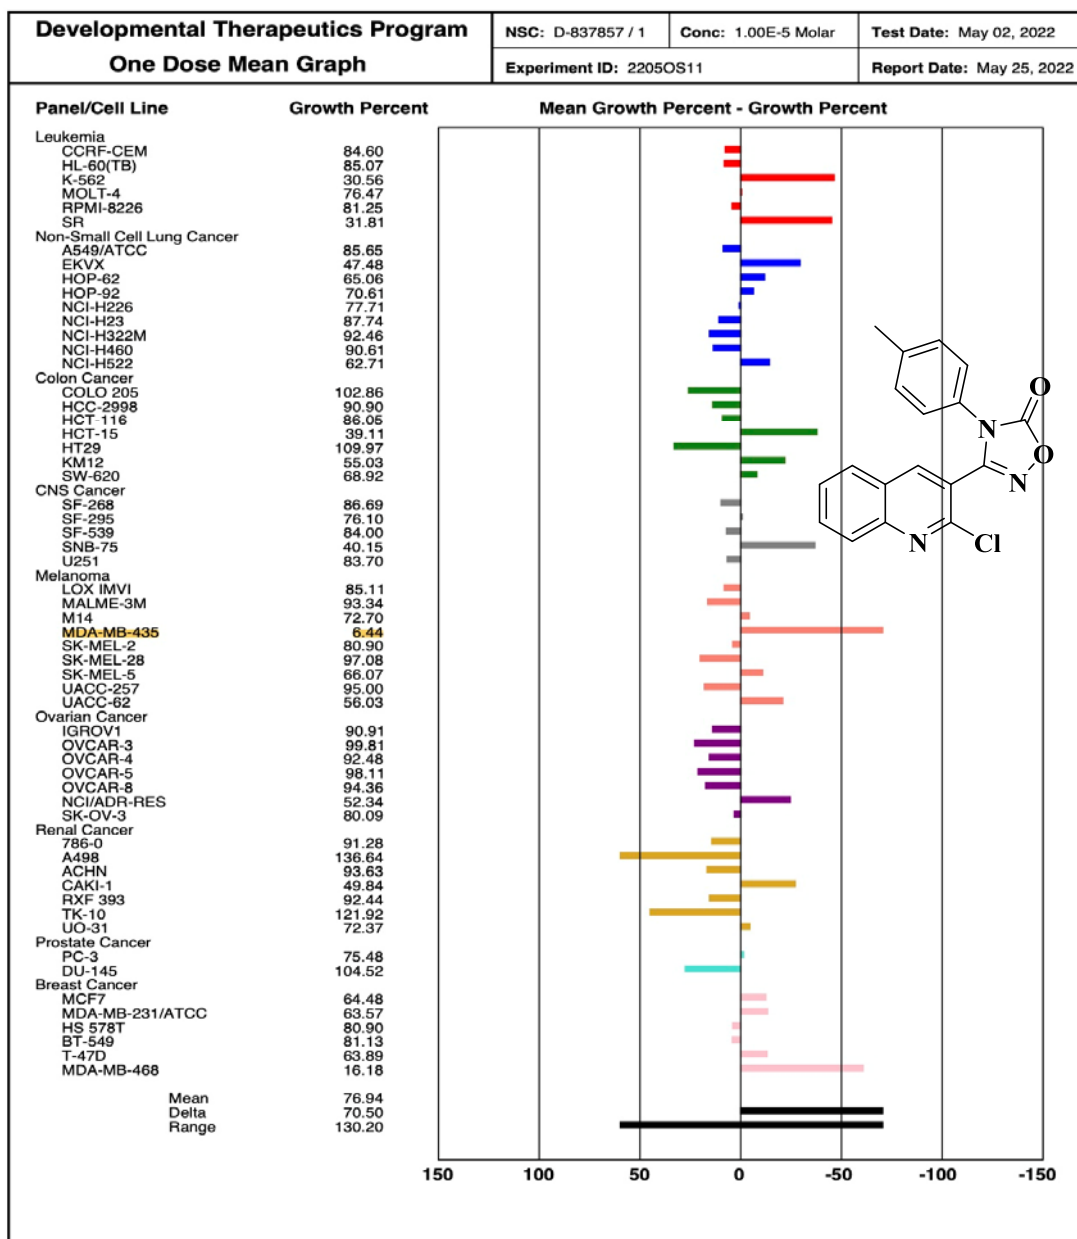 Developmental Therapeutics Program
One Dose Mean Graph
NSC: D-837857 / 1
Conc: 1.00E-5 Molar
Test Date: May 02, 2022
Experiment ID: 2205OS11
Report Date: May 25, 2022
Panel/Cell Line Growth Percent Mean Growth Percent - Growth Percent
Leukemia
CCRF-CEM 84.60
HL-60(TB) 85.07
K-562 30.56
MOLT-4 76.47
RPMI-8226 81.25
SR 31.81
Non-Small Cell Lung Cancer
A549/ATCC 85.65
EKVX 47.48
HOP-62 65.06
HOP-92 70.61
NCI-H226 77.71
NCI-H23 87.74
NCI-H322M 92.46
NCI-H460 90.61
NCI-H522 62.71
Colon Cancer
COLO 205 102.86
HCC-2998 90.90
HCT-116 86.05
HCT-15 39.11
HT29 109.97
KM12 55.03
SW-620 68.92
CNS Cancer
SF-268 86.69
SF-295 76.10
SF-539 84.00
SNB-75 40.15
U251 83.70
Melanoma
LOX IMVI 85.11
MALME-3M 93.34
M14 72.70
MDA-MB-435 6.44
SK-MEL-2 80.90
SK-MEL-28 97.08
SK-MEL-5 66.07
UACC-257 95.00
UACC-62 56.03
Ovarian Cancer
IGROV1 90.91
OVCAR-3 99.81
OVCAR-4 92.48
OVCAR-5 98.11
OVCAR-8 94.36
NCI/ADR-RES 52.34
SK-OV-3 80.09
Renal Cancer
786-0 91.28
A498 136.64
ACHN 93.63
CAKI-1 49.84
RXF 393 92.44
TK-10 121.92
UO-31 72.37
Prostate Cancer
PC-3 75.48
DU-145 104.52
Breast Cancer
MCF7 64.48
MDA-MB-231/ATCC 63.57
HS 578T 80.90
BT-549 81.13
T-47D 63.89
MDA-MB-468 16.18
Mean 76.94
Delta 70.50
Range 130.20
150 100 50 0 -50 -100 -150
O
N
O
N
N
Cl